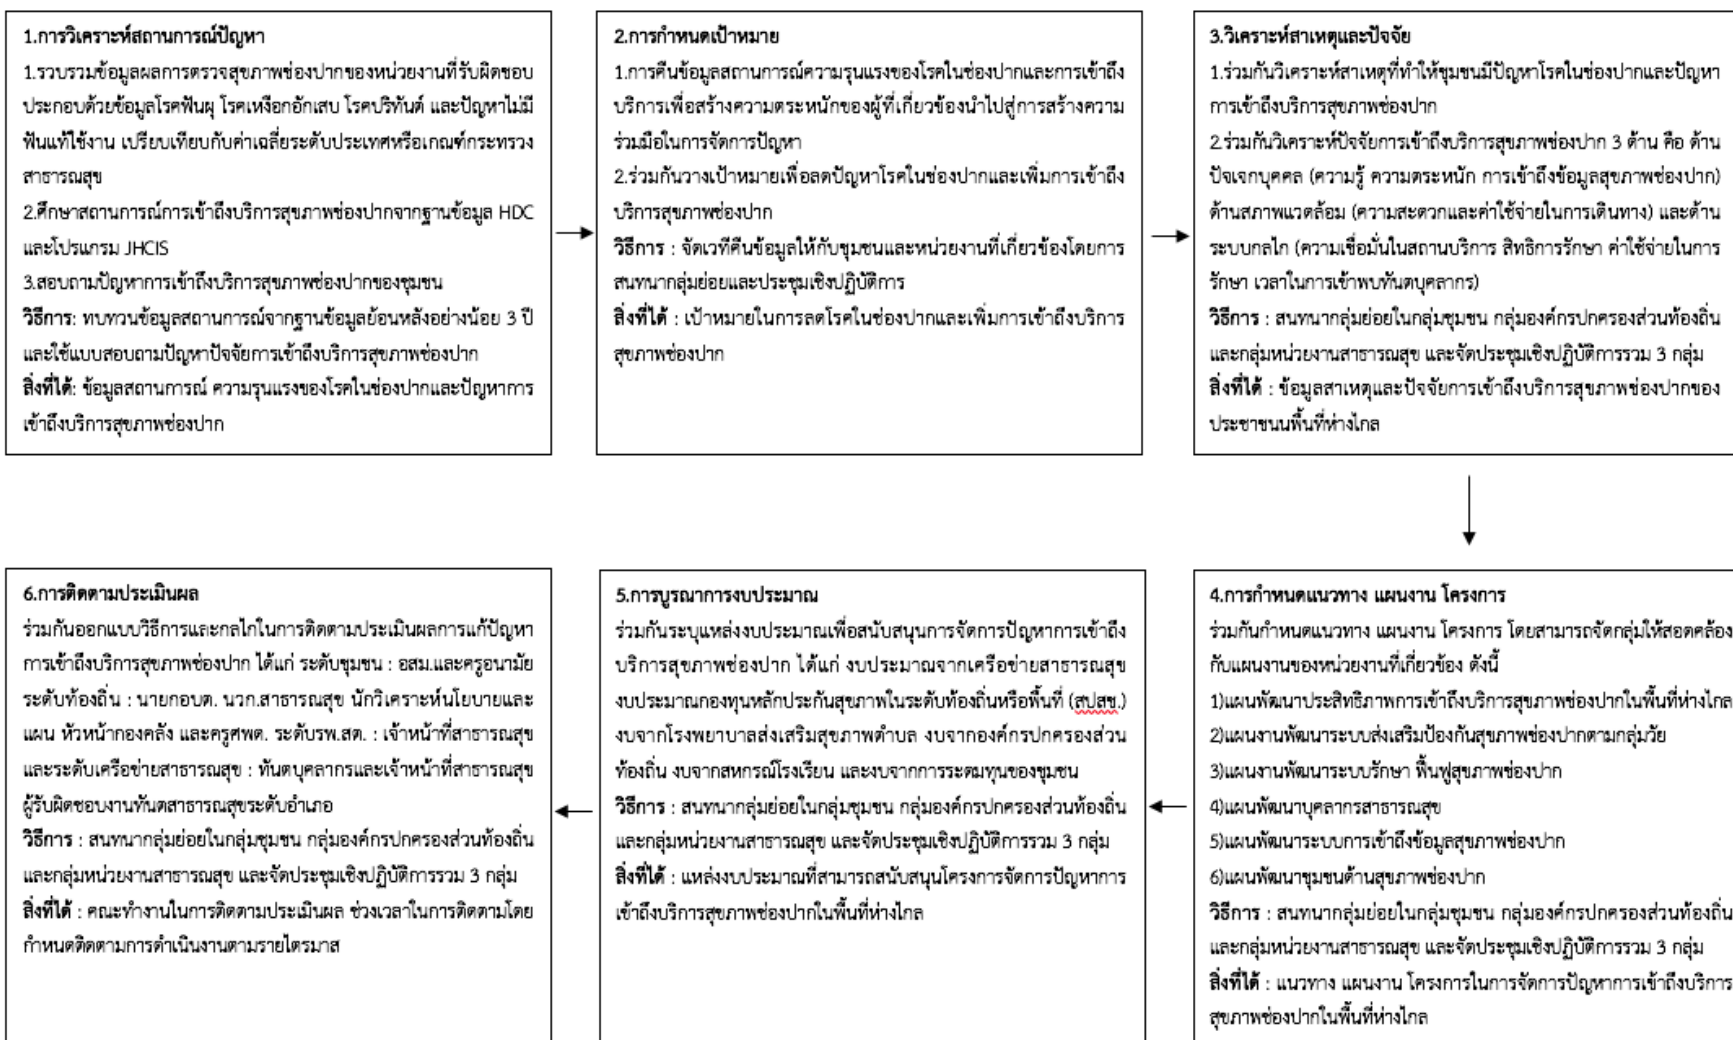 1.การวิเคราะห์สถานการณ์ปัญหา
1.รวบรวมข้อมูลผลการตรวจสุขภาพช่องปากของหน่วยงานที่รับผิดชอบ
ประกอบด้วยข้อมูลโรคฟันผุ โรคเหงือกอักเสบ โรคปริทันต์ และปัญหาไม่มี
ฟันแท้ใช้งาน เปรียบเทียบกับค่าเฉลี่ยระดับประเทศหรือเกณฑ์กระทรวง
สาธารณสุข
2.ศึกษาสถานการณ์การเข้าถึงบริการสุขภาพช่องปากจากฐานข้อมูล HDC
และโปรแกรม JHCIS
3.สอบถามปัญหาการเข้าถึงบริการสุขภาพช่องปากของชุมชน
วิธีการ: ทบทวนข้อมูลสถานการณ์จากฐานข้อมูลย้อนหลังอย่างน้อย 3 ปี
และใช้แบบสอบถามปัญหาปัจจัยการเข้าถึงบริการสุขภาพช่องปาก
สิ่งที่ได้: ข้อมูลสถานการณ์ ความรุนแรงของโรคในช่องปากและปัญหาการ
เข้าถึงบริการสุขภาพช่องปาก
2.การกำหนดเป้าหมาย
1.การคืนข้อมูลสถานการณ์ความรุนแรงของโรคในช่องปากและการเข้าถึง
บริการเพื่อสร้างความตระหนักของผู้ที่เกี่ยวข้องนำไปสู่การสร้างความ
ร่วมมือในการจัดการปัญหา
2.ร่วมกันวางเป้าหมายเพื่อลดปัญหาโรคในช่องปากและเพิ่มการเข้าถึง
บริการสุขภาพช่องปาก
วิธีการ : จัดเวทีคืนข้อมูลให้กับชุมชนและหน่วยงานที่เกี่ยวข้องโดยการ
สนทนากลุ่มย่อยและประชุมเชิงปฏิบัติการ
สิ่งที่ได้ : เป้าหมายในการลดโรคในช่องปากและเพิ่มการเข้าถึงบริการ
สุขภาพช่องปาก
3.วิเคราะห์สาเหตุและปัจจัย
1.ร่วมกันวิเคราะห์สาเหตุที่ทำให้ชุมชนมีปัญหาโรคในช่องปากและปัญหา
การเข้าถึงบริการสุขภาพช่องปาก
2.ร่วมกันวิเคราะห์ปัจจัยการเข้าถึงบริการสุขภาพช่องปาก 3 ด้าน คือ ด้าน
ปัจเจกบุคคล (ความรู้ ความตระหนัก การเข้าถึงข้อมูลสุขภาพช่องปาก)
ด้านสภาพแวดล้อม (ความสะดวกและค่าใช้จ่ายในการเดินทาง) และด้าน
ระบบกลไก (ความเชื่อมั่นในสถานบริการ สิทธิการรักษา ค่าใช้จ่ายในการ
รักษา เวลาในการเข้าพบทันตบุคลากร)
วิธีการ : สนทนากลุ่มย่อยในกลุ่มชุมชน กลุ่มองค์กรปกครองส่วนท้องถิ่น
และกลุ่มหน่วยงานสาธารณสุข และจัดประชุมเชิงปฏิบัติการรวม 3 กลุ่ม
สิ่งที่ได้ : ข้อมูลสาเหตุและปัจจัยการเข้าถึงบริการสุขภาพช่องปากของ
ประชาชนนพื้นที่ห่างไกล
4.การกำหนดแนวทาง แผนงาน โครงการ
ร่วมกันกำหนดแนวทาง แผนงาน โครงการ โดยสามารถจัดกลุ่มให้สอดคล้อง
กับแผนงานของหน่วยงานที่เกี่ยวข้อง ดังนี้
1)แผนพัฒนาประสิทธิภาพการเข้าถึงบริการสุขภาพช่องปากในพื้นที่ห่างไกล
2)แผนงานพัฒนาระบบส่งเสริมป้องกันสุขภาพช่องปากตามกลุ่มวัย
3)แผนงานพัฒนาระบบรักษา ฟื้นฟูสุขภาพช่องปาก
4)แผนพัฒนาบุคลากรสาธารณสุข
5)แผนพัฒนาระบบการเข้าถึงข้อมูลสุขภาพช่องปาก
6)แผนพัฒนาชุมชนด้านสุขภาพช่องปาก
วิธีการ : สนทนากลุ่มย่อยในกลุ่มชุมชน กลุ่มองค์กรปกครองส่วนท้องถิ่น
และกลุ่มหน่วยงานสาธารณสุข และจัดประชุมเชิงปฏิบัติการรวม 3 กลุ่ม
สิ่งที่ได้ : แนวทาง แผนงาน โครงการในการจัดการปัญหาการเข้าถึงบริการ
สุขภาพช่องปากในพื้นที่ห่างไกล
5.การบูรณาการงบประมาณ
ร่วมกันระบุแหล่งงบประมาณเพื่อสนับสนุนการจัดการปัญหาการเข้าถึง
บริการสุขภาพช่องปาก ได้แก่ งบประมาณจากเครือข่ายสาธารณสุข
งบประมาณกองทุนหลักประกันสุขภาพในระดับท้องถิ่นหรือพื้นที่ (สปสช.)
งบจากโรงพยาบาลส่งเสริมสุขภาพตำบล งบจากองค์กรปกครองส่วน
ท้องถิ่น งบจากสหกรณ์โรงเรียน และงบจากการระดมทุนของชุมชน
วิธีการ : สนทนากลุ่มย่อยในกลุ่มชุมชน กลุ่มองค์กรปกครองส่วนท้องถิ่น
และกลุ่มหน่วยงานสาธารณสุข และจัดประชุมเชิงปฏิบัติการรวม 3 กลุ่ม
สิ่งที่ได้ : แหล่งงบประมาณที่สามารถสนับสนุนโครงการจัดการปัญหาการ
เข้าถึงบริการสุขภาพช่องปากในพื้นที่ห่างไกล
6.การติดตามประเมินผล
ร่วมกันออกแบบวิธีการและกลไกในการติดตามประเมินผลการแก้ปัญหา
การเข้าถึงบริการสุขภาพช่องปาก ได้แก่ ระดับชุมชน : อสม.และครูอนามัย
ระดับท้องถิ่น : นายกอบต. นวก.สาธารณสุข นักวิเคราะห์นโยบายและ
แผน หัวหน้ากองคลัง และครูศพด. ระดับรพ.สต. : เจ้าหน้าที่สาธารณสุข
และระดับเครือข่ายสาธารณสุข : ทันตบุคลากรและเจ้าหน้าที่สาธารณสุข
ผู้รับผิดชอบงานทันตสาธารณสุขระดับอำเภอ
วิธีการ : สนทนากลุ่มย่อยในกลุ่มชุมชน กลุ่มองค์กรปกครองส่วนท้องถิ่น
และกลุ่มหน่วยงานสาธารณสุข และจัดประชุมเชิงปฏิบัติการรวม 3 กลุ่ม
สิ่งที่ได้ : คณะทำงานในการติดตามประเมินผล ช่วงเวลาในการติดตามโดย
กำหนดติดตามการดำเนินงานตามรายไตรมาส